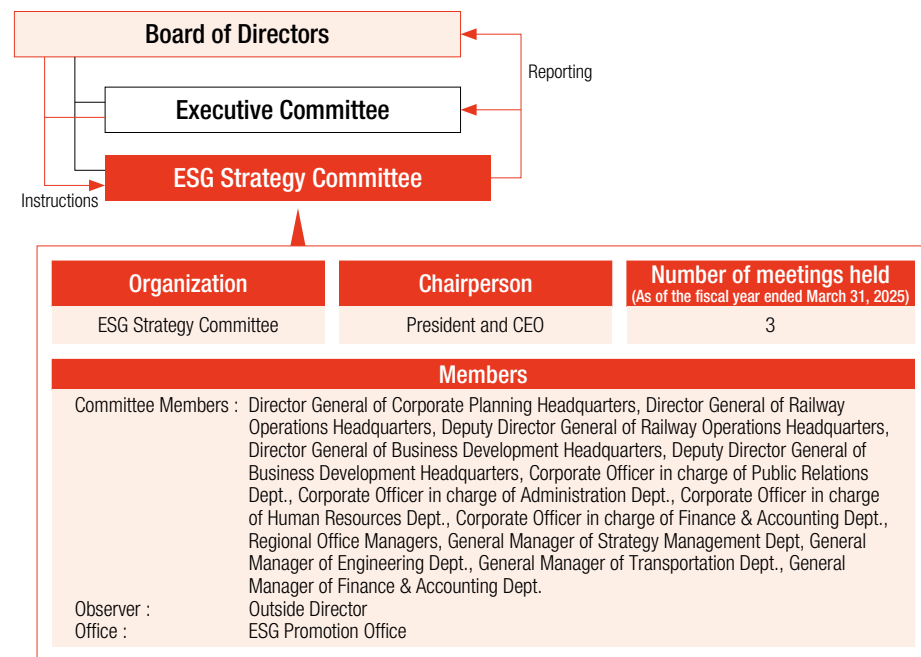 Board of Directors
Reporting
Executive Committee
ESG Strategy Committee
Instructions
Organization
Chairperson
Number of meetings held
(As of the fiscal year ended March 31, 2025)
ESG Strategy Committee
President and CEO
3
Members
Committee Members : Director General of Corporate Planning Headquarters, Director General of Railway
Operations Headquarters, Deputy Director General of Railway Operations Headquarters,
Director General of Business Development Headquarters, Deputy Director General of
Business Development Headquarters, Corporate Officer in charge of Public Relations
Dept., Corporate Officer in charge of Administration Dept., Corporate Officer in charge
of Human Resources Dept., Corporate Officer in charge of Finance & Accounting Dept.,
Regional Office Managers, General Manager of Strategy Management Dept, General
Manager of Engineering Dept., General Manager of Transportation Dept., General
Manager of Finance & Accounting Dept.
Observer : Outside Director
Office : ESG Promotion Office